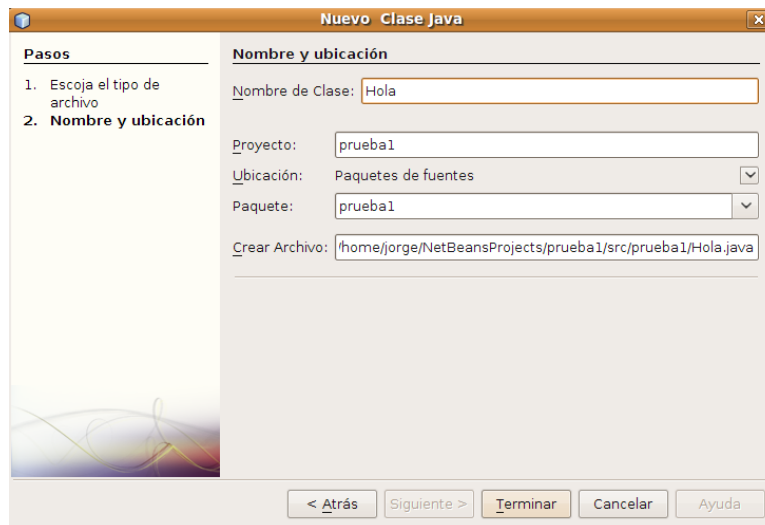 Nuevo Clase Java
Pasos
1. Escoja el tipo de
archivo
2. Nombre y ubicación
Nombre y ubicación
Nombre de Clase: Hola
Proyecto: prueba1
Ubicación: Paquetes de fuentes
Paquete: prueba1
Crear Archivo: /home/jorge/NetBeansProjects/prueba1/src/prueba1/Hola.java
< Atrás Siguiente > Terminar Cancelar Ayuda